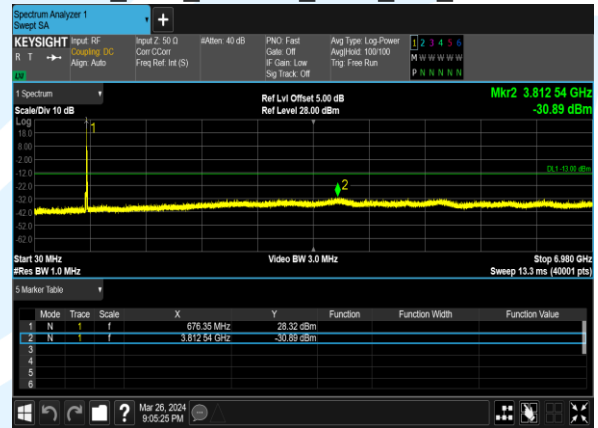 Spectrum Analyzer 1
Swept SA
KEYSIGHT Input: RF Input Z: 50 Ω #Atten: 40 dB PNO: Fast Avg Type: Log-Power 1 2 3 4 5 6
R T Coupling: DC Corr CCorr Gate: Off Avg|Hold: 100/100 M W W W W W
Align: Auto Freq Ref: Int (S) IF Gain: Low Trig: Free Run
LV Sig Track: Off P N N N N N
1 Spectrum Ref Lvl Offset 5.00 dB Mkr2 3.812 54 GHz
Scale/Div 10 dB Ref Level 28.00 dBm -30.89 dBm
Log
18.0
8.00
-2.00
-12.0
-22.0
-32.0
-42.0
-52.0
-62.0
1
DL1 -13.00 dBm
2
Start 30 MHz Video BW 3.0 MHz Stop 6.980 GHz
#Res BW 1.0 MHz Sweep 13.3 ms (40001 pts)
5 Marker Table
Mode Trace Scale X Y Function Function Width Function Value
1 N 1 f 676.35 MHz 28.32 dBm
2 N 1 f 3.812 54 GHz -30.89 dBm
3
4
5
6
? Mar 26, 2024
9:05:25 PM